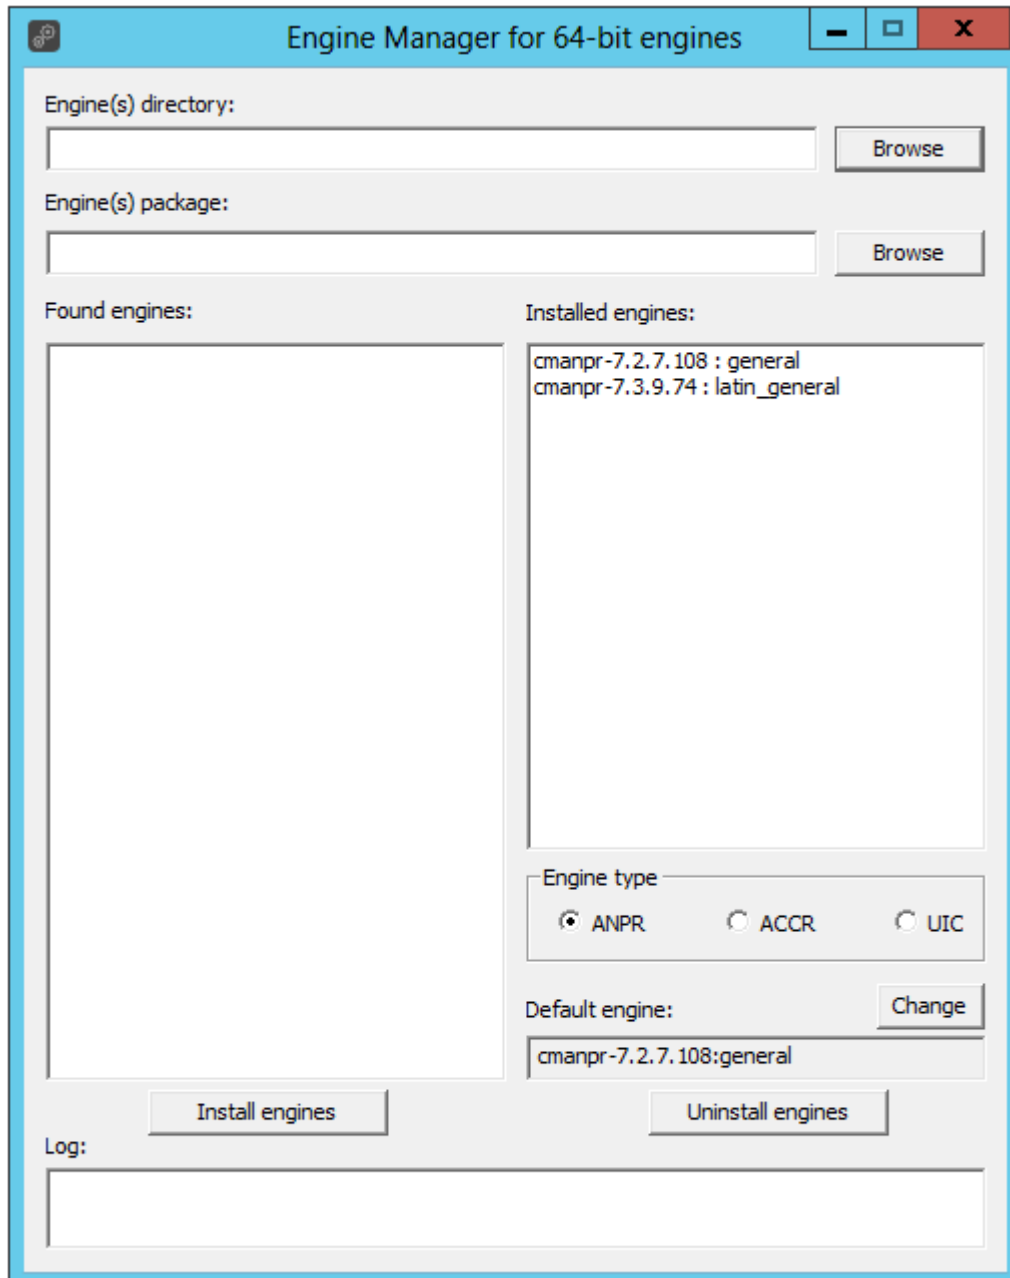 Engine Manager for 64-bit engines
Engine(s) directory:
Browse
Engine(s) package:
Browse
Found engines:
Installed engines:
cmanpr-7.2.7.108 : general
cmanpr-7.3.9.74 : latin_general
Engine type
ANPR ACCR UIC
Default engine:
Change
cmanpr-7.2.7.108:general
Install engines
Uninstall engines
Log: